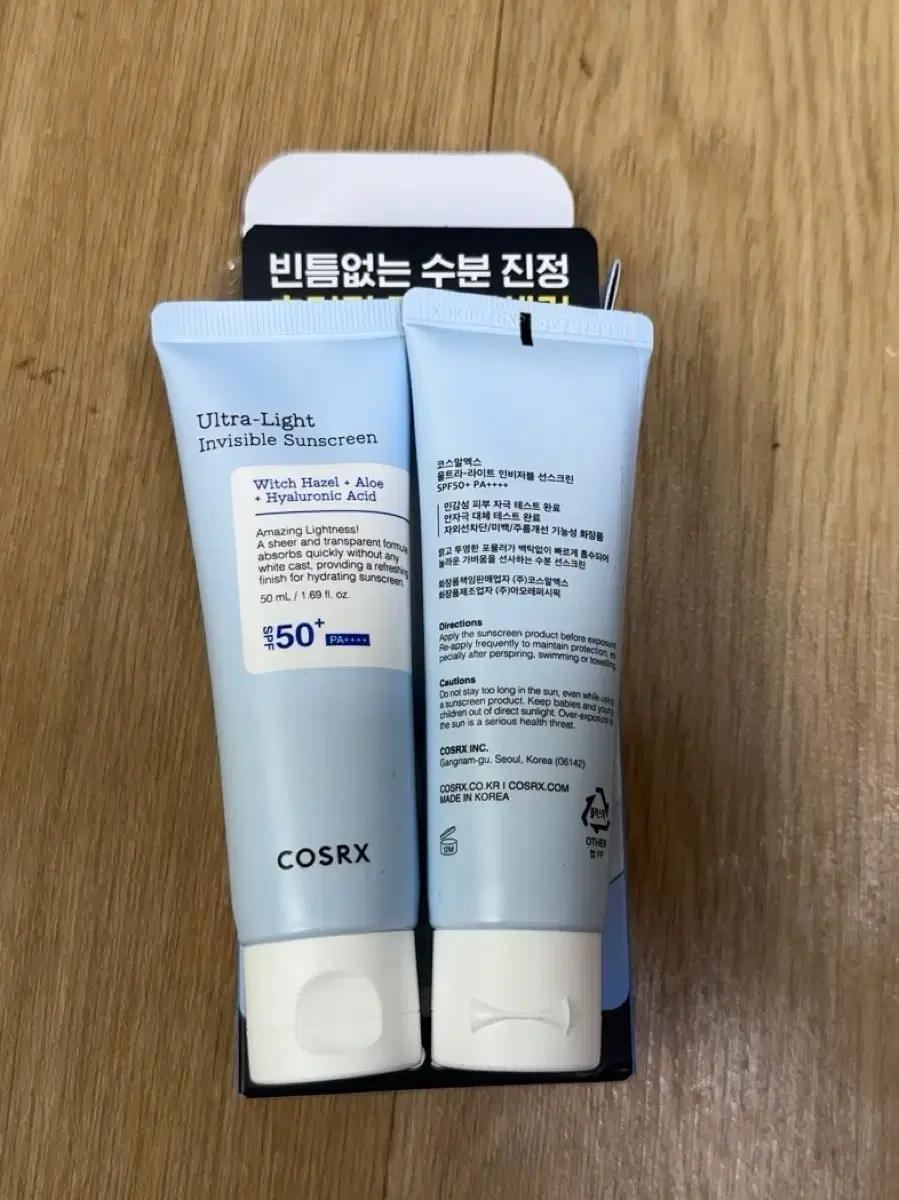 빈틈없는 수분 진정
Ultra-Light
Invisible Sunscreen
Witch Hazel + Aloe
+ Hyaluronic Acid
Amazing Lightness!
A sheer and transparent formula
absorbs quickly without any
white cast, providing a refreshing
finish for hydrating sunscreen.
50 mL / 1.69 fl. oz.
SPF 50+ PA++++
COSRX
코스알엑스
울트라-라이트 인비저블 선스크린
SPF50+ PA++++
민감성 피부 자극 테스트 완료
안자극 대체 테스트 완료
자외선차단/미백/주름개선 기능성 화장품
맑고 투명한 포뮬러가 백탁없이 빠르게 흡수되어
놀라운 가벼움을 선사하는 수분 선스크린
화장품책임판매업자 (주)코스알엑스
화장품제조업자 (주)아모레퍼시픽
Directions
Apply the sunscreen product before exposure.
Re-apply frequently to maintain protection, es
pecially after perspiring, swimming or towelling.
Cautions
Do not stay too long in the sun, even while using
a sunscreen product. Keep babies and young
children out of direct sunlight. Over-exposure to
the sun is a serious health threat.
COSRX INC.
Gangnam-gu, Seoul, Korea (06142)
COSRX.CO.KR I COSRX.COM
MADE IN KOREA
12M
OTHER